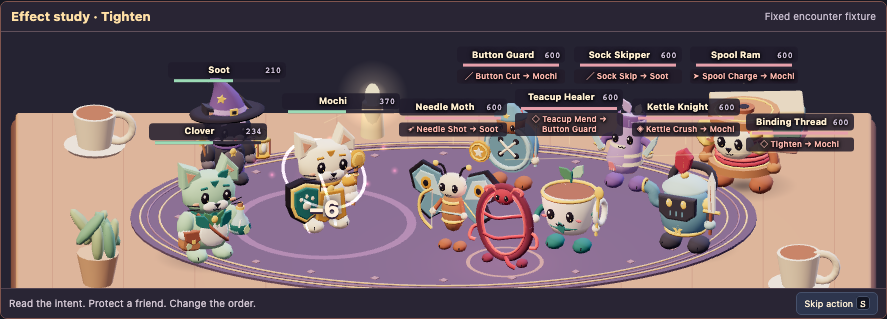 Effect study · Tighten
Fixed encounter fixture
Button Guard 600
Button Cut → Mochi
Sock Skipper 600
Sock Skip → Soot
Spool Ram 600
Spool Charge → Mochi
Soot 210
Mochi 370
Needle Moth 600
Needle Shot → Soot
Teacup Healer 600
Teacup Mend →
Button Guard
Kettle Knight 600
Kettle Crush → Mochi
Binding Thread 600
Tighten → Mochi
Clover 234
−6
Read the intent. Protect a friend. Change the order.
Skip action S